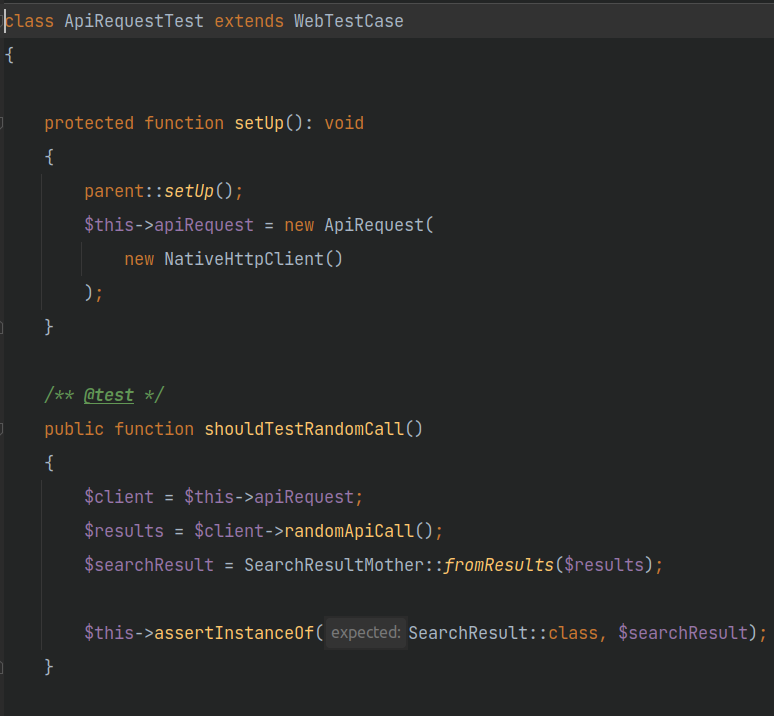 class ApiRequestTest extends WebTestCase
{
protected function setUp(): void
{
parent::setUp();
$this->apiRequest = new ApiRequest(
new NativeHttpClient()
);
}
/** @test */
public function shouldTestRandomCall()
{
$client = $this->apiRequest;
$results = $client->randomApiCall();
$searchResult = SearchResultMother::fromResults($results);
$this->assertInstanceOf( expected: SearchResult::class, $searchResult);
}